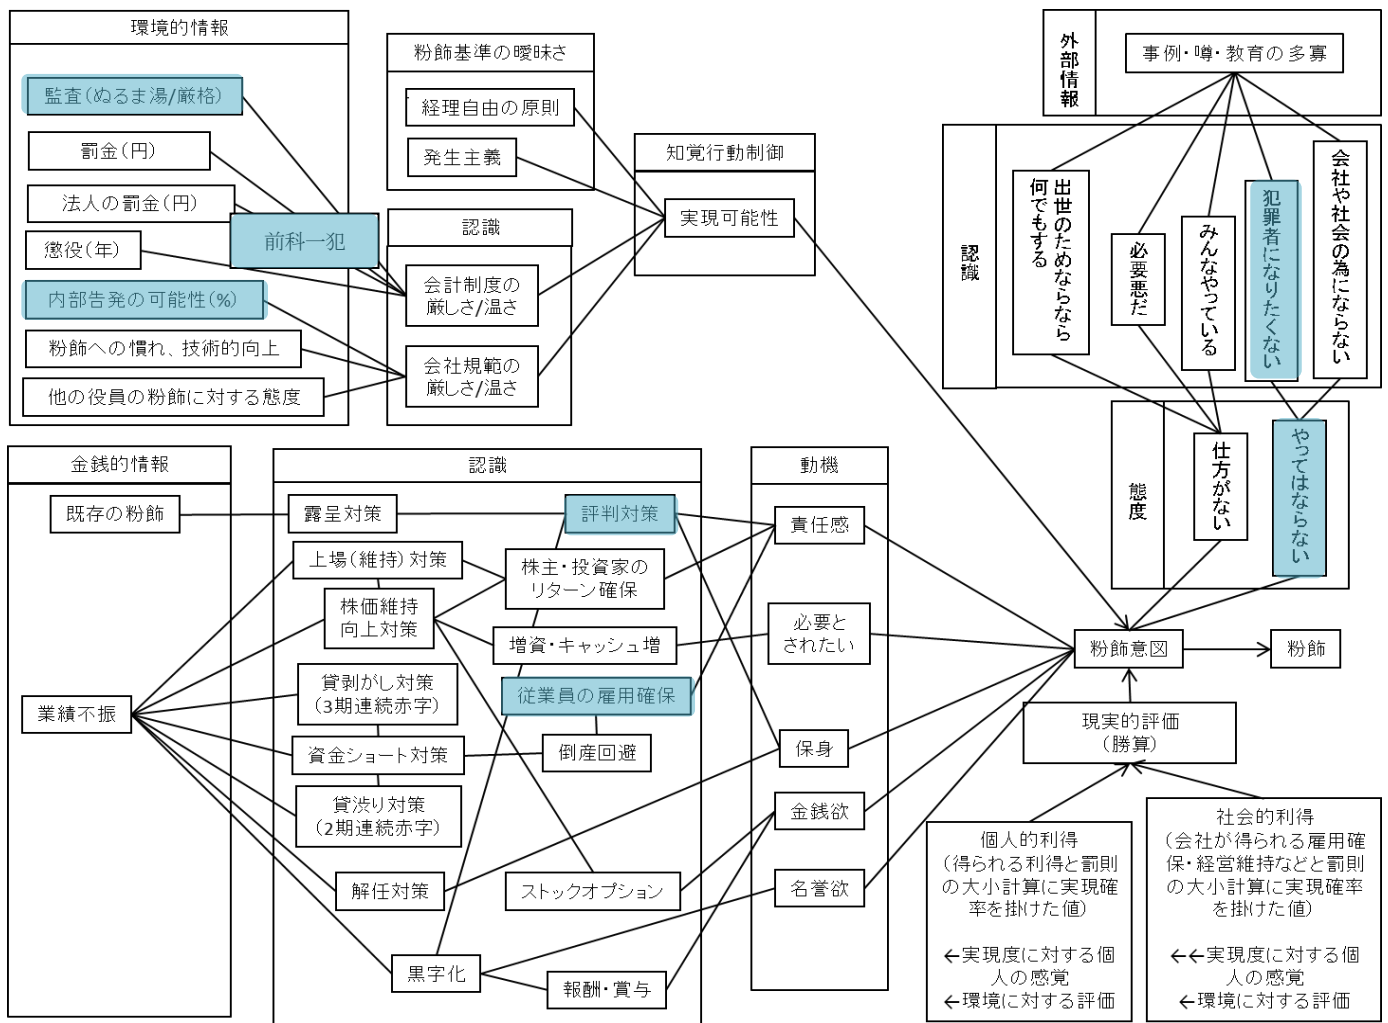 環境的情報
監査(ぬるま湯/厳格)
罰金(円)
法人の罰金(円)
前科一犯
懲役(年)
内部告発の可能性(%)
粉飾への慣れ、技術的向上
他の役員の粉飾に対する態度
粉飾基準の曖昧さ
経理自由の原則
発生主義
認識
会計制度の
厳しさ/温さ
会社規範の
厳しさ/温さ
知覚行動制御
実現可能性
外部情報
事例・噂・教育の多寡
認識
出世のためならなら
何でもする
必要悪だ
みんなやっている
犯罪者になりたくない
会社や社会の為にならない
態度
仕方がない
やってはならない
金銭的情報
既存の粉飾
業績不振
認識
露呈対策
評判対策
上場(維持)対策
株主・投資家の
リターン確保
株価維持
向上対策
増資・キャッシュ増
貸剥がし対策
(3期連続赤字)
従業員の雇用確保
資金ショート対策
倒産回避
貸渋り対策
(2期連続赤字)
解任対策
ストックオプション
黒字化
報酬・賞与
動機
責任感
必要と
されたい
保身
金銭欲
名誉欲
粉飾意図
粉飾
現実的評価
(勝算)
個人的利得
(得られる利得と罰則
の大小計算に実現確
率を掛けた値)
←実現度に対する個
人の感覚
←環境に対する評価
社会的利得
(会社が得られる雇用確
保・経営維持などと罰則
の大小計算に実現確率
を掛けた値)
←←実現度に対する個
人の感覚
←環境に対する評価